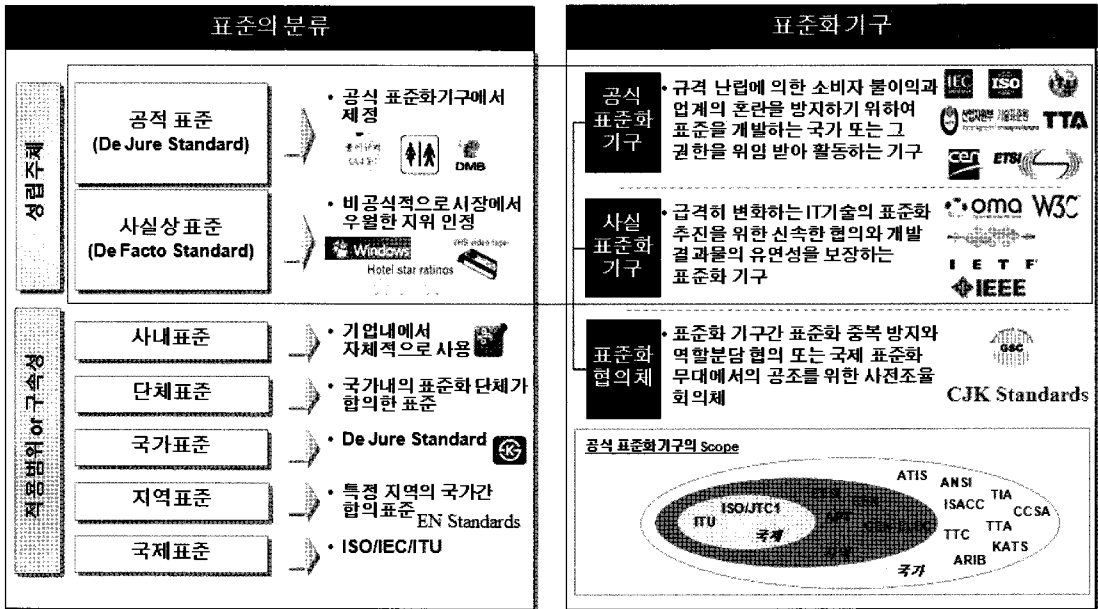 표준의 분류
성립주체
공적 표준
(De Jure Standard)
• 공식 표준화기구에서
제정
DMB
사실상 표준
(De Facto Standard)
• 비공식적으로 시장에서
우월한 지위 인정
Windows
VHS video tape
Hotel star ratings
적용범위 or 구속성
사내표준
• 기업내에서
자체적으로 사용
단체표준
• 국가내의 표준화 단체가
합의한 표준
국가표준
• De Jure Standard
지역표준
• 특정 지역의 국가간
합의표준 EN Standards
국제표준
• ISO/IEC/ITU
표준화 기구
공식
표준화
기구
• 규격 난립에 의한 소비자 불이익과
업계의 혼란을 방지하기 위하여
표준을 개발하는 국가 또는 그
권한을 위임 받아 활동하는 기구
IEC
ISO
TTA
cen
ETSI
사실
표준화
기구
• 급격히 변화하는 IT기술의 표준화
추진을 위한 신속한 협의와 개발
결과물의 유연성을 보장하는
표준화 기구
oma W3C
I E T F
IEEE
표준화
협의체
• 표준화 기구간 표준화 중복 방지와
역할분담 협의 또는 국제 표준화
무대에서의 공조를 위한 사전조율
회의체
GSC
CJK Standards
공식 표준화기구의 Scope
ISO/JTC1
ITU
국제
ATIS
ANSI
ISACC
TIA
CCSA
TTC
TTA
KATS
ARIB
국가